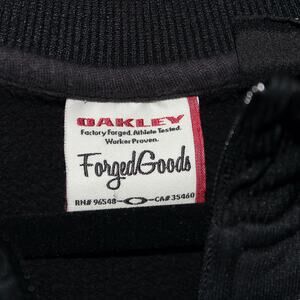 OAKLEY
Factory Forged. Athlete Tested.
Worker Proven.
ForgedGoods
RN# 96548 CA# 35460